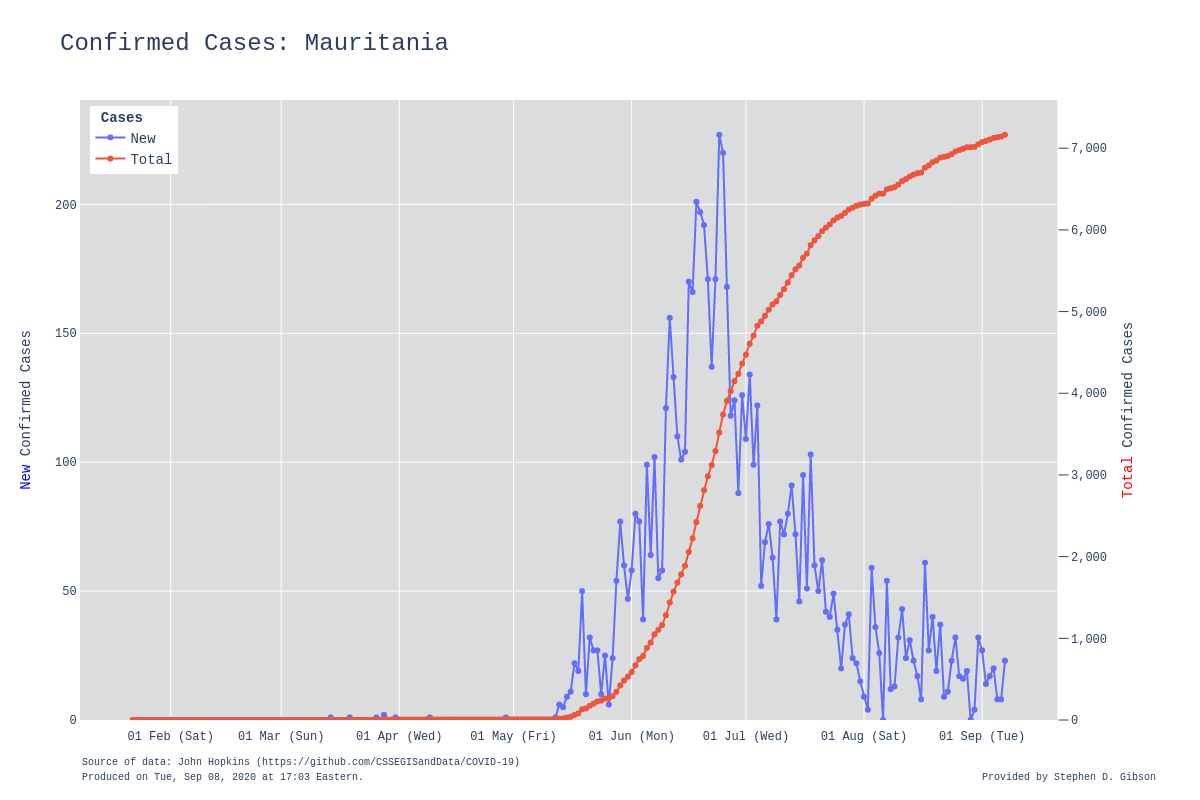 Confirmed Cases: Mauritania
Cases
New
Total
200
150
100
50
0
7,000
6,000
5,000
4,000
3,000
2,000
1,000
0
New Confirmed Cases
Total Confirmed Cases
01 Feb (Sat) 01 Mar (Sun) 01 Apr (Wed) 01 May (Fri) 01 Jun (Mon) 01 Jul (Wed) 01 Aug (Sat) 01 Sep (Tue)
Source of data: John Hopkins (https://github.com/CSSEGISandData/COVID-19)
Produced on Tue, Sep 08, 2020 at 17:03 Eastern.
Provided by Stephen D. Gibson